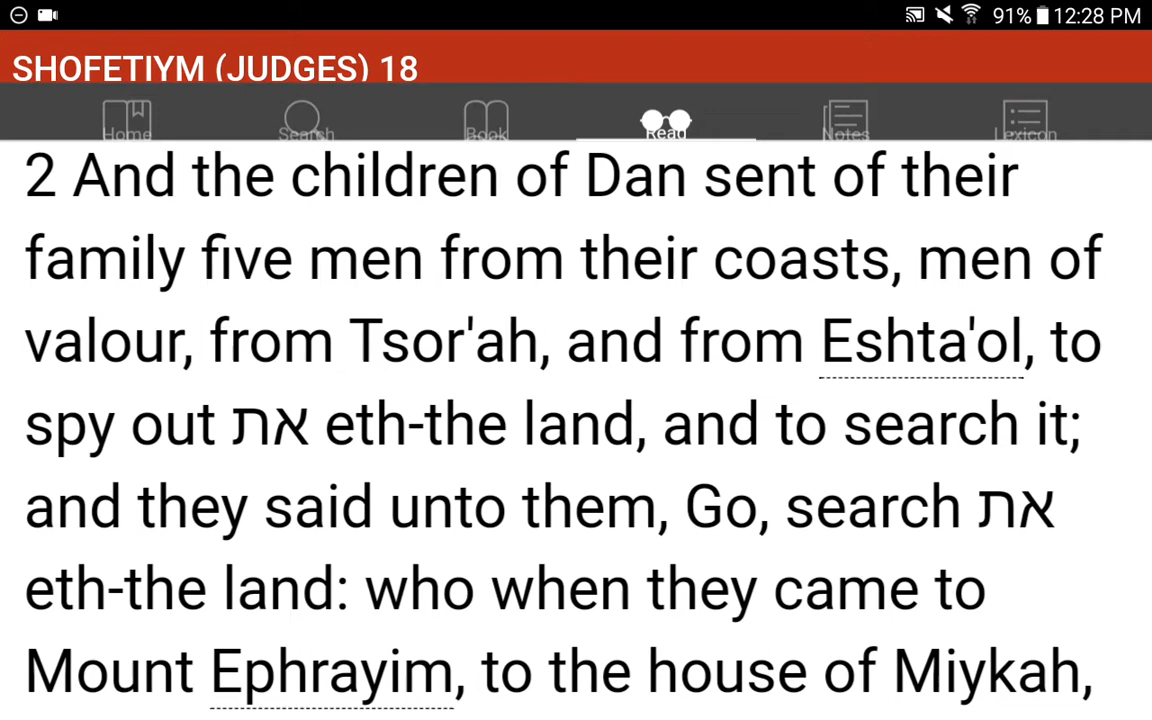 91% 12:28 PM
SHOFETIYM (JUDGES) 18
Home Search Book Read Notes Lexicon
2 And the children of Dan sent of their
family five men from their coasts, men of
valour, from Tsor'ah, and from Eshta'ol, to
spy out את eth-the land, and to search it;
and they said unto them, Go, search את
eth-the land: who when they came to
Mount Ephrayim, to the house of Miykah,